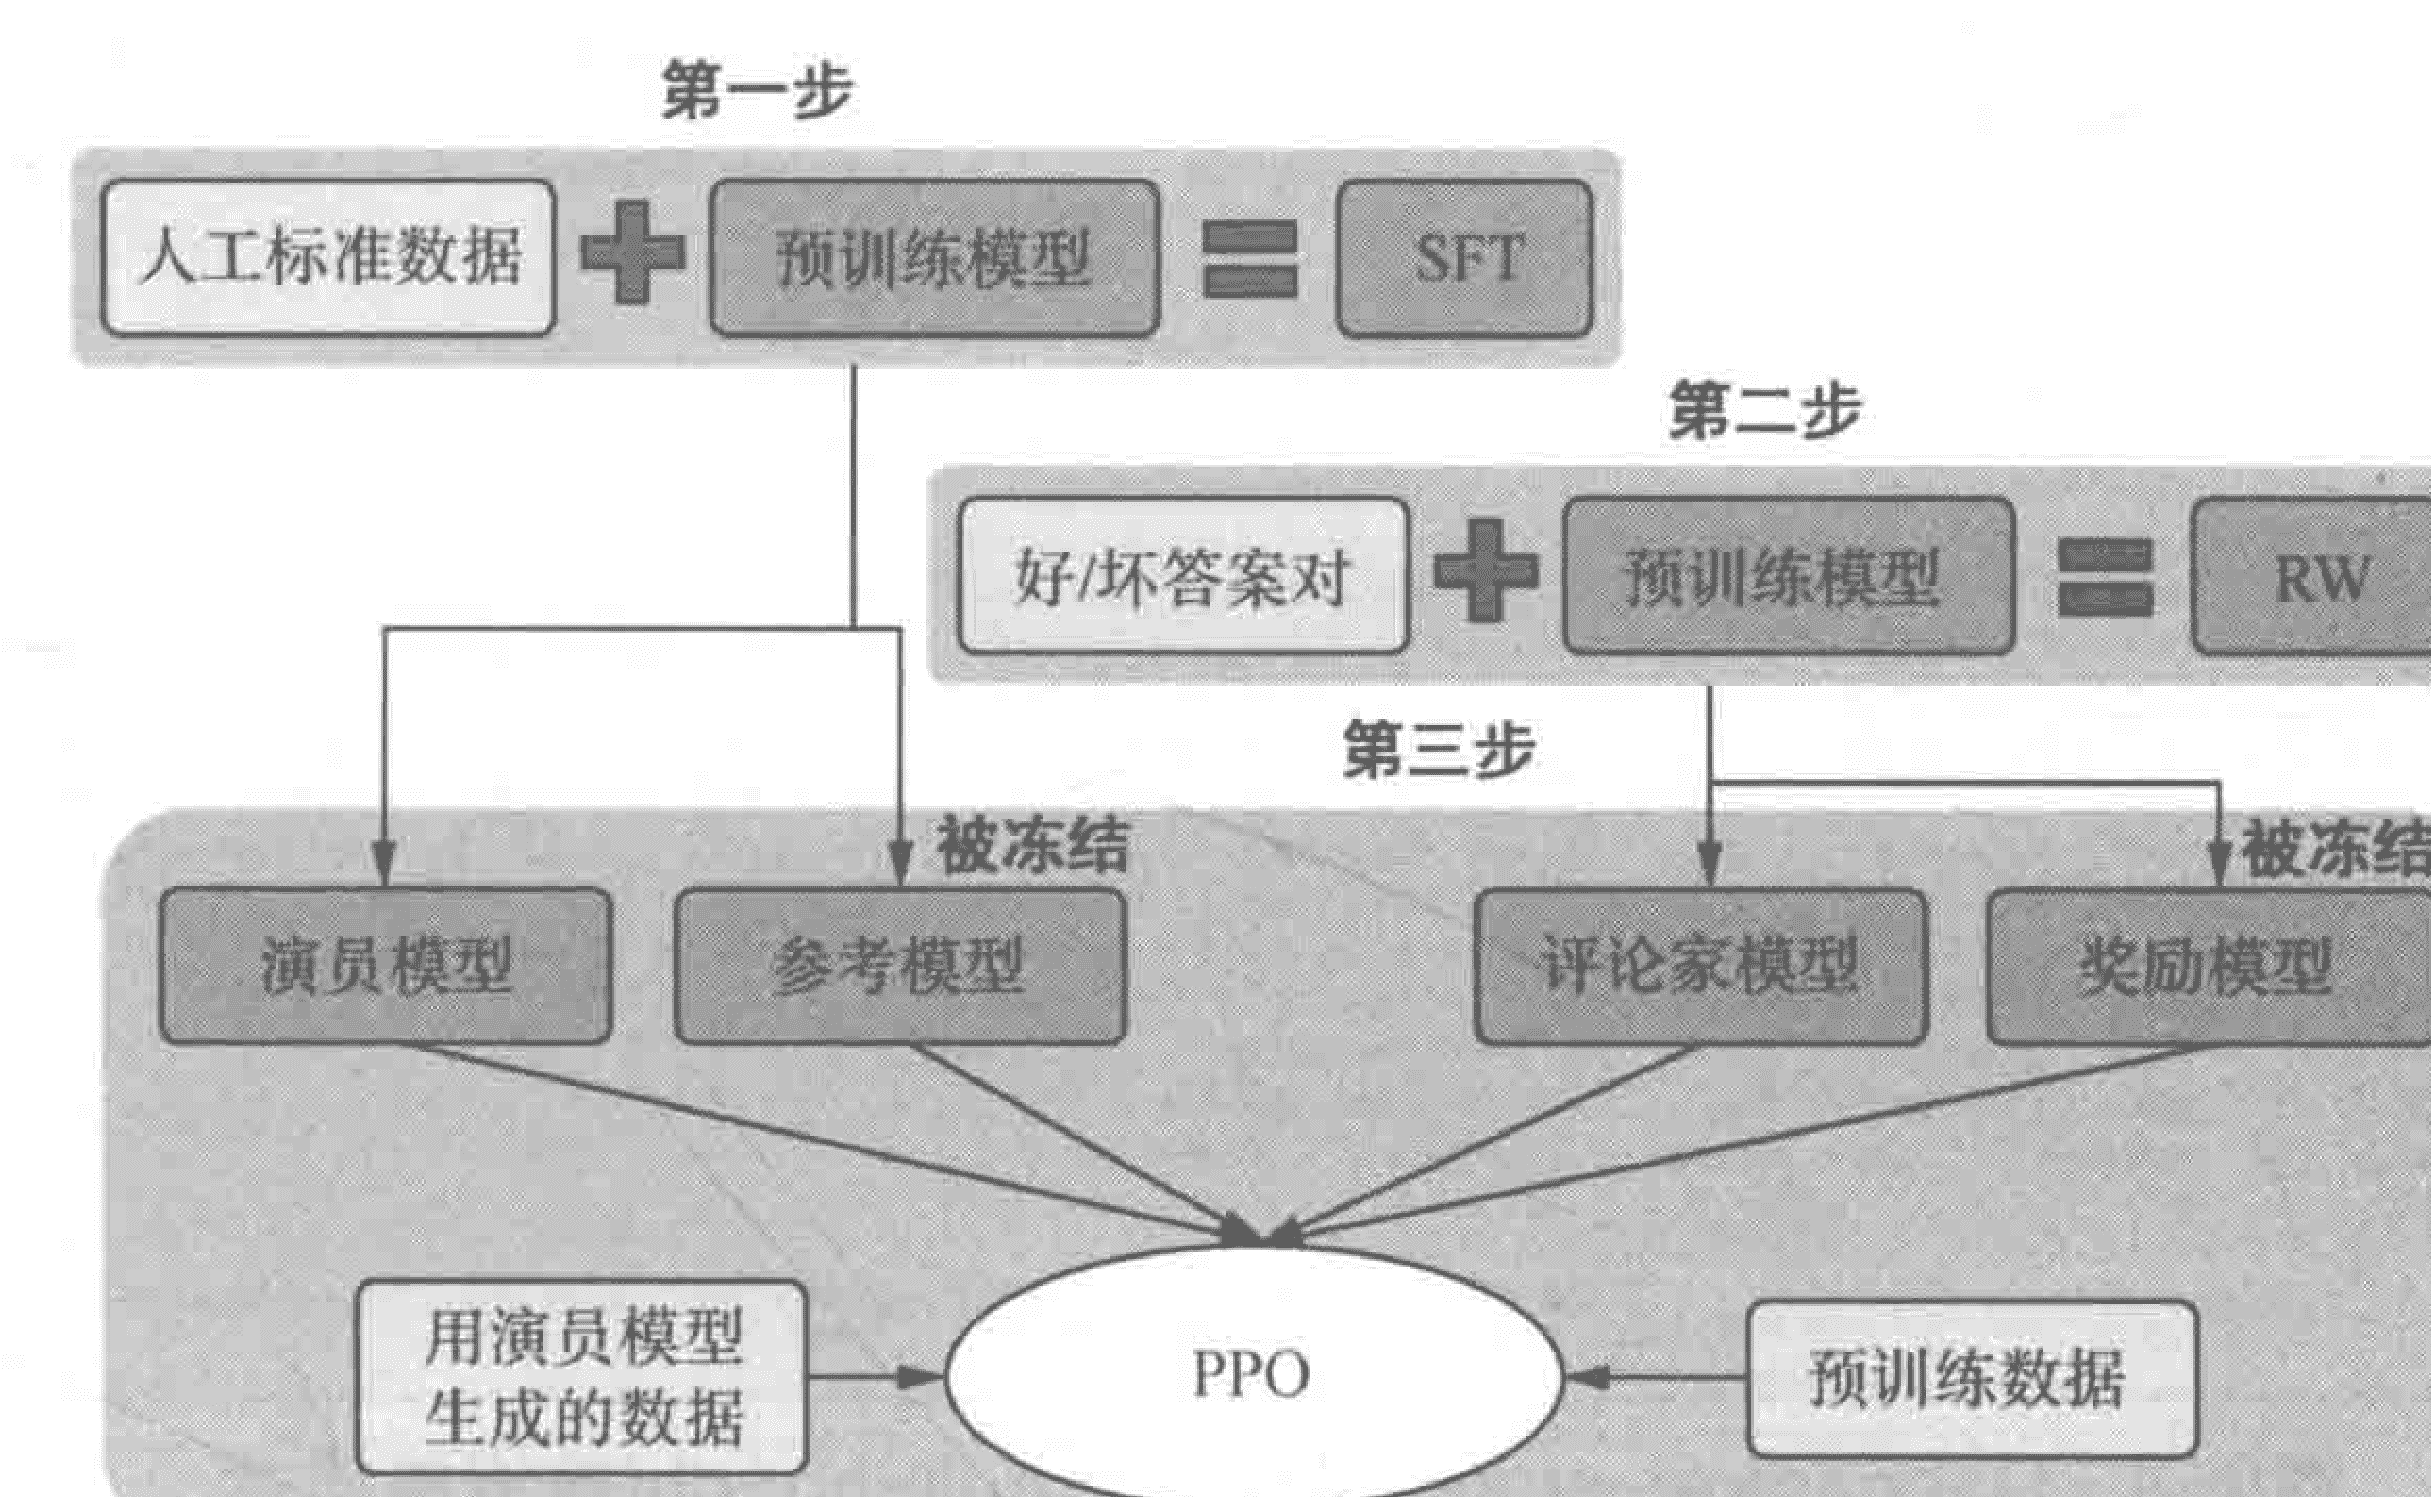 第一步
人工标准数据
预训练模型
SFT
第二步
好/坏答案对
预训练模型
RW
第三步
被冻结
被冻结
演员模型
参考模型
评论家模型
奖励模型
用演员模型
生成的数据
PPO
预训练数据